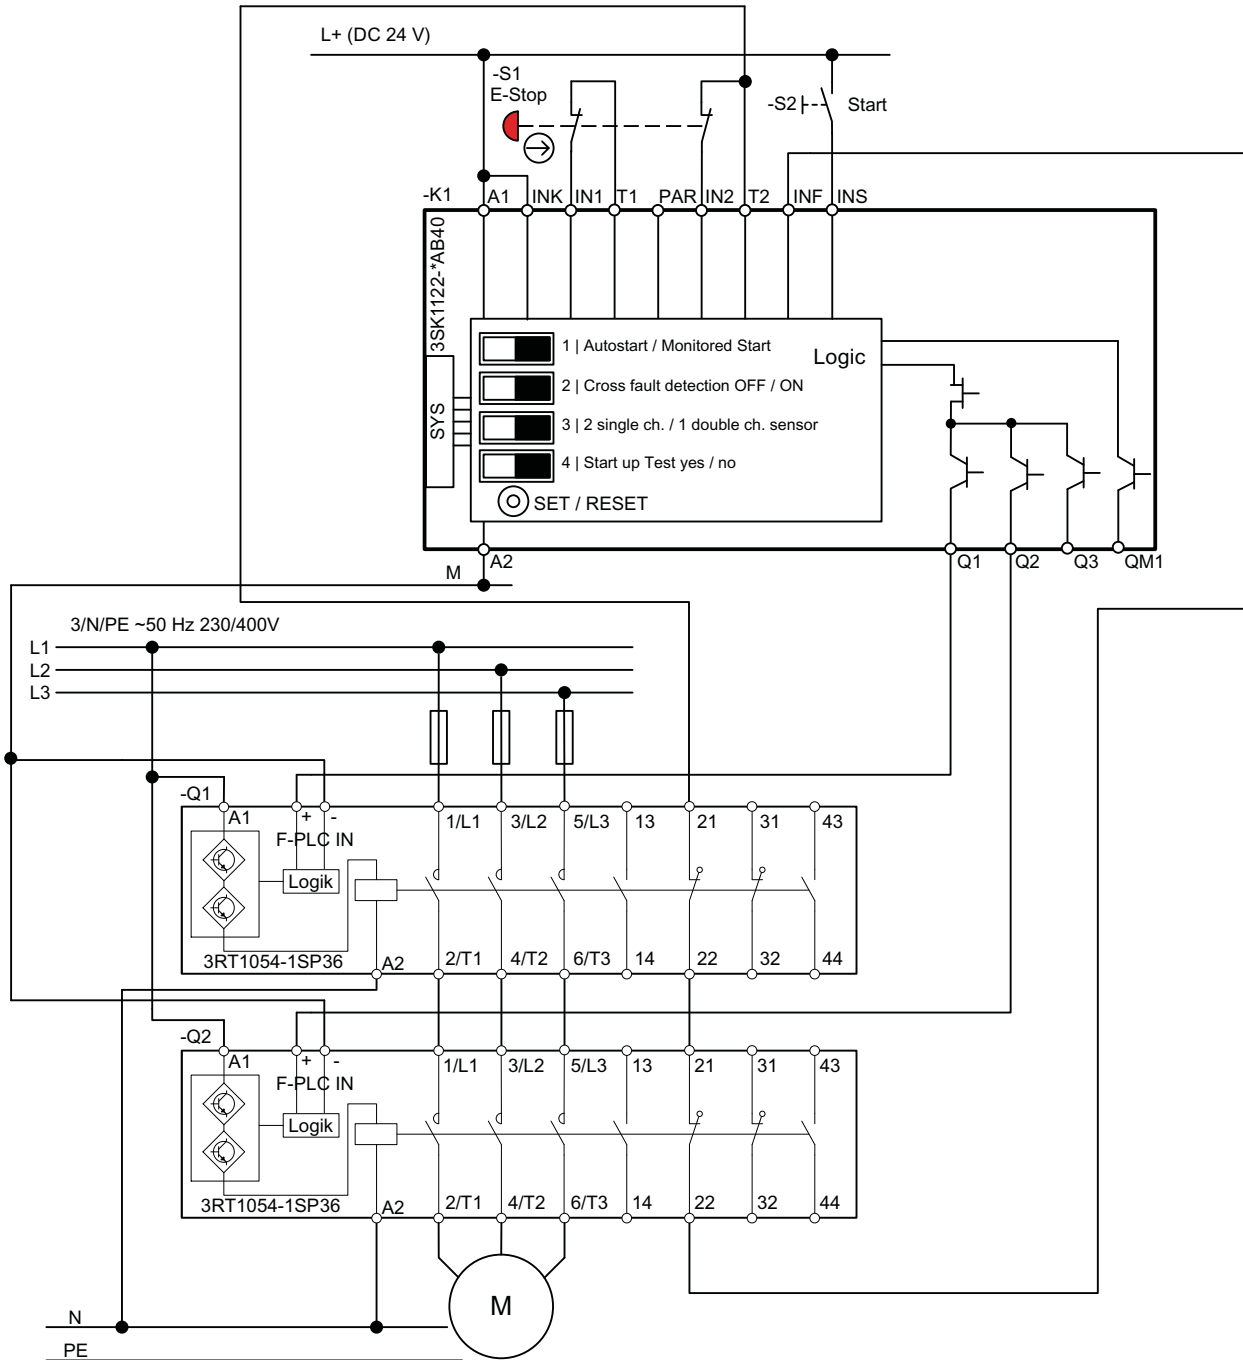 L+ (DC 24 V)
-S1
E-Stop
-S2
Start
-K1
A1
INK
IN1
T1
PAR
IN2
T2
INF
INS
3SK1122-*AB40
SYS
1 | Autostart / Monitored Start
Logic
2 | Cross fault detection OFF / ON
3 | 2 single ch. / 1 double ch. sensor
4 | Start up Test yes / no
SET / RESET
A2
Q1
Q2
Q3
QM1
M
3/N/PE ~50 Hz 230/400V
L1
L2
L3
-Q1
A1
+
-
F-PLC IN
1/L1
3/L2
5/L3
13
21
31
43
Logik
3RT1054-1SP36
A2
2/T1
4/T2
6/T3
14
22
32
44
-Q2
A1
+
-
F-PLC IN
1/L1
3/L2
5/L3
13
21
31
43
Logik
3RT1054-1SP36
A2
2/T1
4/T2
6/T3
14
22
32
44
M
N
PE